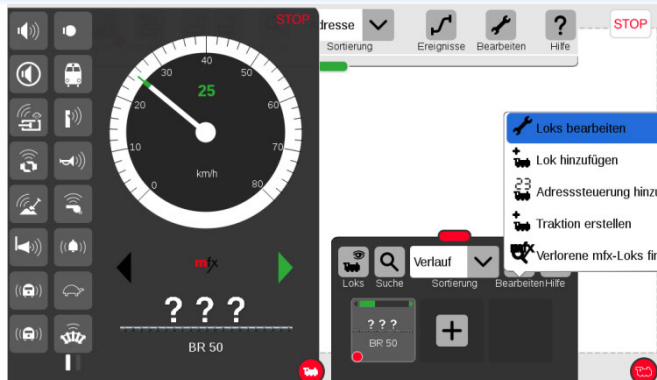 STOP
dresse
Sortierung
Ereignisse
Bearbeiten
Hilfe
STOP
0
10
20
30
40
50
60
80
25
km/h
mfx
? ? ?
BR 50
Loks bearbeiten
Lok hinzufügen
23
Adresssteuerung hinzu
Traktion erstellen
mfx
Verlorene mfx-Loks fin
Loks
Suche
Verlauf
Sortierung
Bearbeiten
Hilfe
? ? ?
BR 50